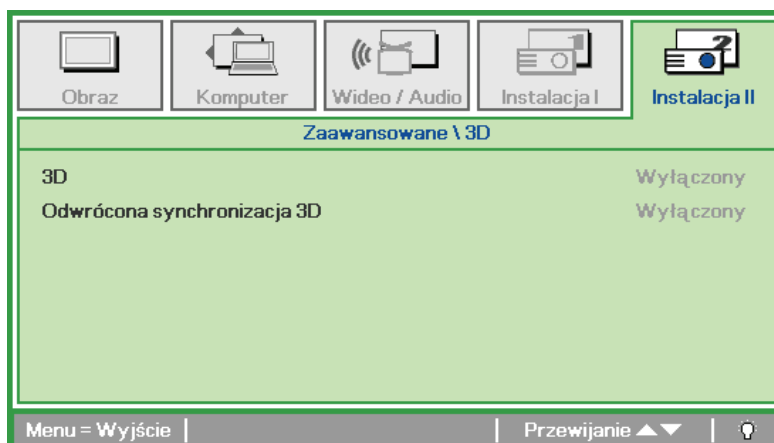 Obraz Komputer Wideo / Audio Instalacja I Instalacja II
Zaawansowane \ 3D
3D Wyłączony
Odwrócona synchronizacja 3D Wyłączony
Menu = Wyjście Przewijanie ▲▼